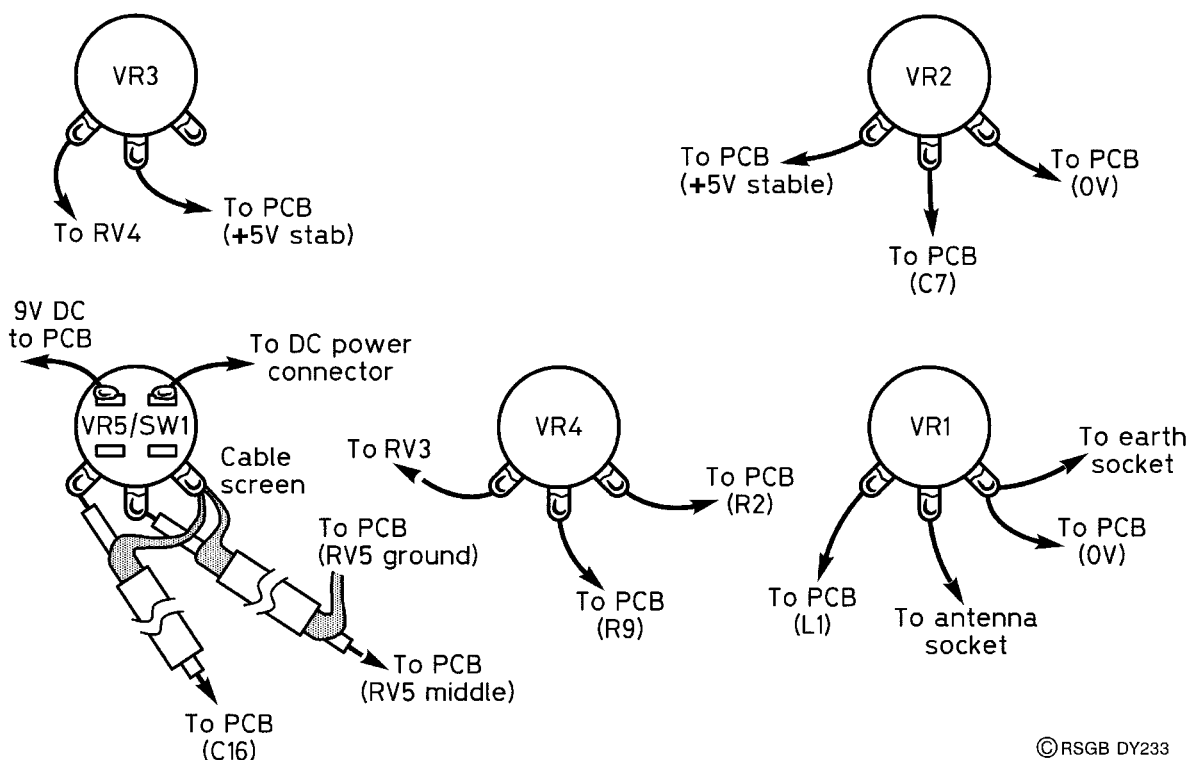 VR3
To RV4
To PCB
(+5V stab)
VR2
To PCB
(+5V stable)
To PCB
(C7)
To PCB
(0V)
9V DC
to PCB
To DC power
connector
VR5/SW1
Cable
screen
To PCB
(RV5 ground)
To PCB
(RV5 middle)
To PCB
(C16)
VR4
To RV3
To PCB
(R2)
To PCB
(R9)
VR1
To earth
socket
To PCB
(0V)
To PCB
(L1)
To antenna
socket
©RSGB DY233